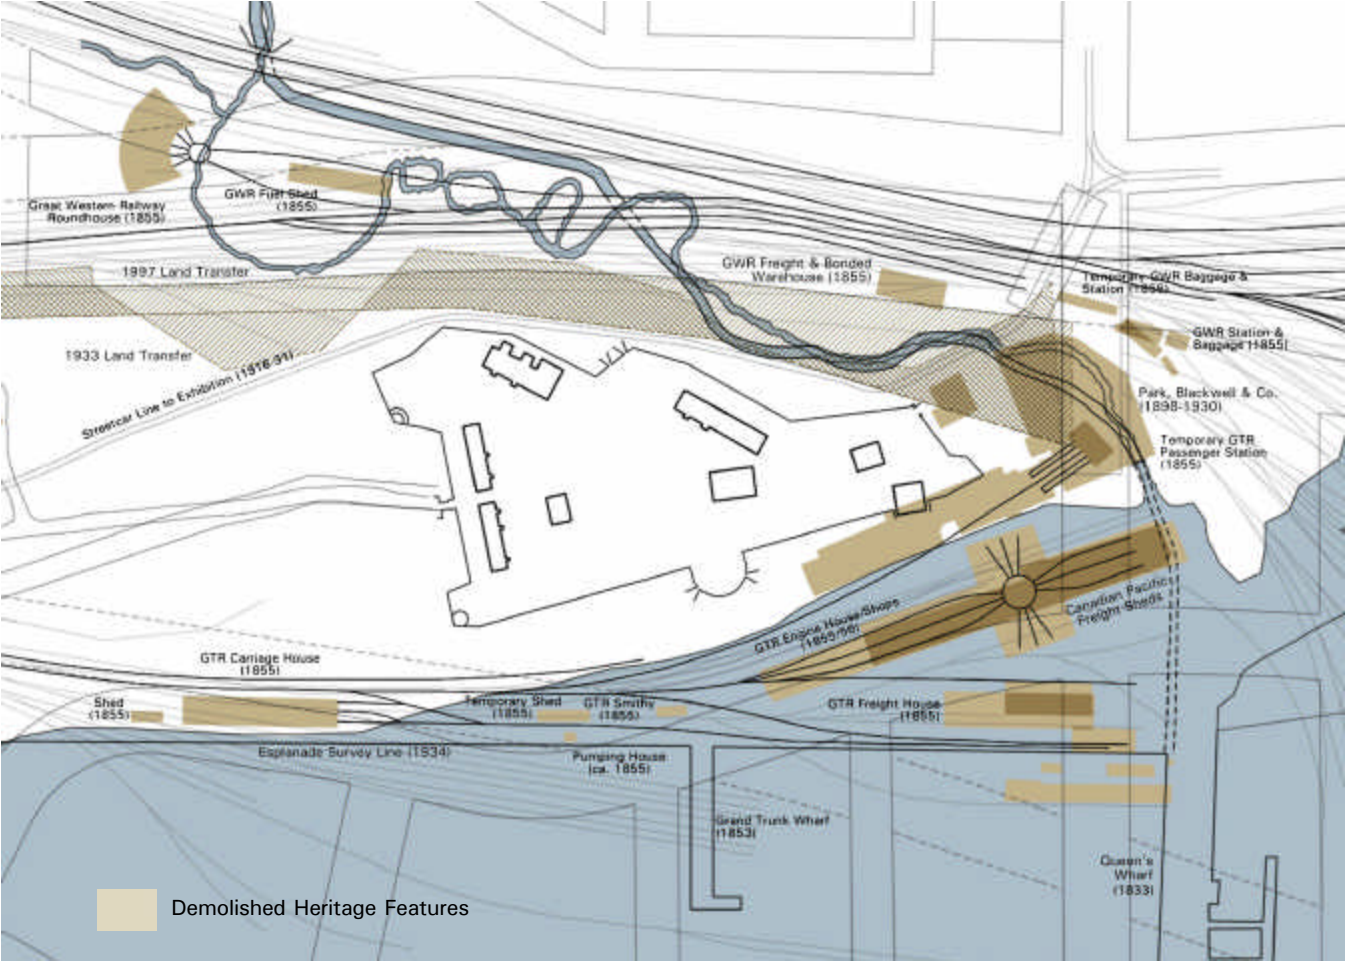 Great Western Railway
Roundhouse (1855)
GWR Fuel Shed
(1855)
1997 Land Transfer
GWR Freight & Bonded
Warehouse (1855)
Temporary GWR Baggage &
Station
GWR Station &
Baggage (1855)
1933 Land Transfer
Streetcar Line to Exhibition (1916-31)
Park, Blackwell & Co.
(1898-1930)
Temporary GTR
Passenger Station
(1855)
Canadian Pacific
Freight Sheds
GTR Engine House/Shops
(1855/56)
GTR Carriage House
(1855)
Shed
(1855)
Temporary Shed
(1855)
GTR Smithy
(1855)
GTR Freight House
(1855)
Esplanade Survey Line (1934)
Pumping House
(ca. 1855)
Grand Trunk Wharf
(1853)
Queen's
Wharf
(1833)
Demolished Heritage Features